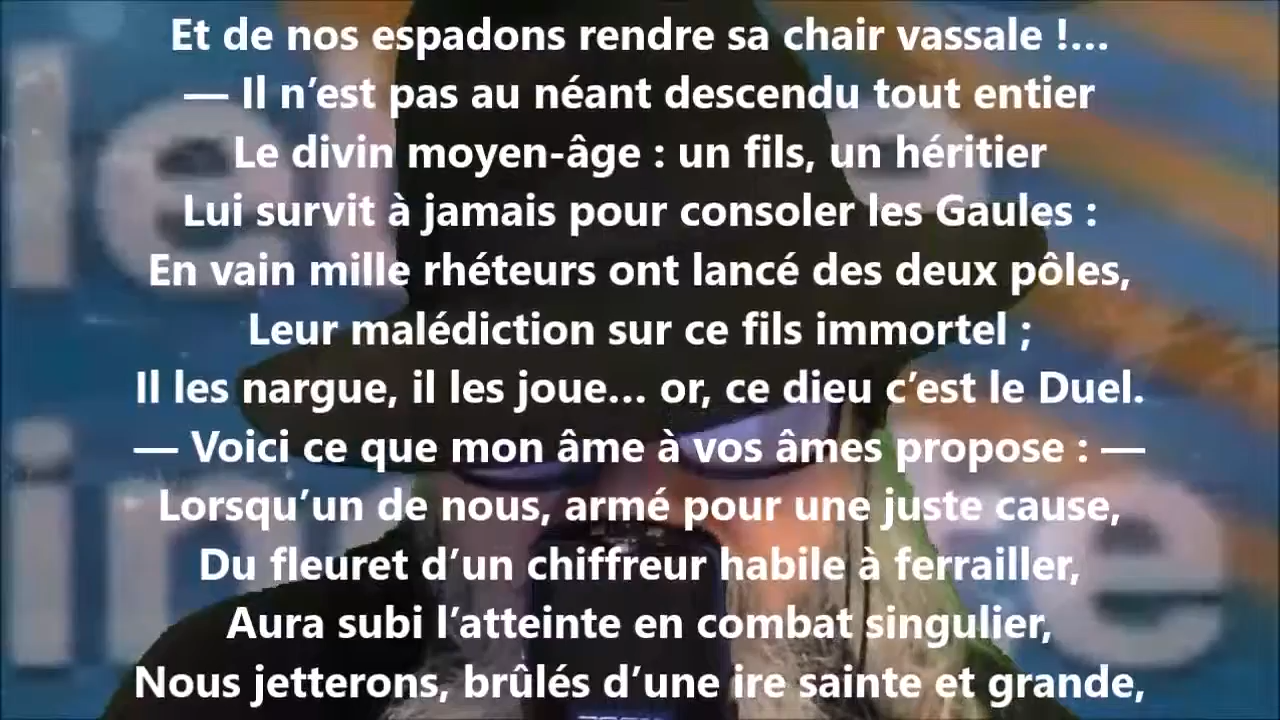 Et de nos espadons rendre sa chair vassale !…
— Il n’est pas au néant descendu tout entier
Le divin moyen-âge : un fils, un héritier
Lui survit à jamais pour consoler les Gaules :
En vain mille rhéteurs ont lancé des deux pôles,
Leur malédiction sur ce fils immortel ;
Il les nargue, il les joue… or, ce dieu c’est le Duel.
— Voici ce que mon âme à vos âmes propose : —
Lorsqu’un de nous, armé pour une juste cause,
Du fleuret d’un chiffreur habile à ferrailler,
Aura subi l’atteinte en combat singulier,
Nous jetterons, brûlés d’une ire sainte et grande,